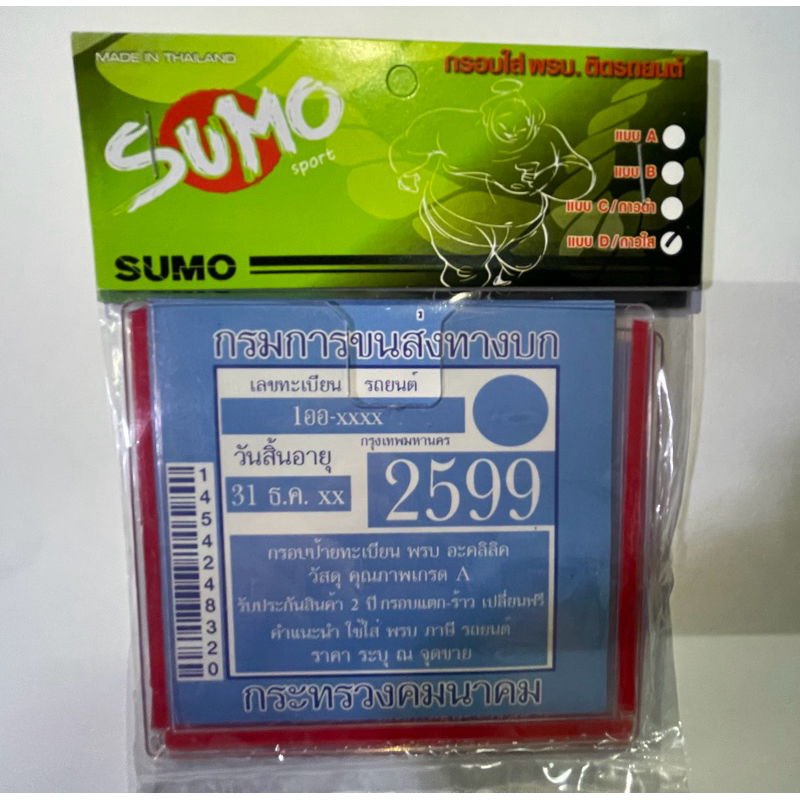 MADE IN THAILAND
กรอบใส่ พรบ. ติดรถยนต์
SUMO
sport
แบบ A
แบบ B
แบบ C/กาวดำ
แบบ D/กาวใส
SUMO
กรมการขนส่งทางบก
เลขทะเบียน รถยนต์
1ออ-xxxx
กรุงเทพมหานคร
วันสิ้นอายุ
31 ธ.ค. xx
2599
กรอบป้ายทะเบียน พรบ อะคลิลิค
วัสดุ คุณภาพเกรด A
รับประกันสินค้า 2 ปี กรอบแตก-ร้าว เปลี่ยนฟรี
คำแนะนำ ใช้ใส่ พรบ ภาษี รถยนต์
ราคา ระบุ ณ จุดขาย
กระทรวงคมนาคม
1454248320